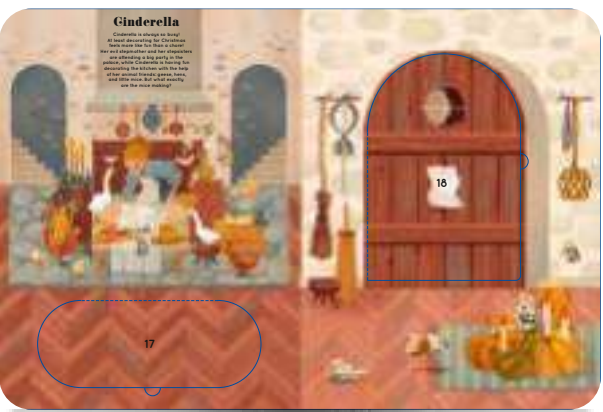 Cinderella
Cinderella is always so busy!
At least decorating for Christmas
feels more like fun than a chore!
Her evil stepmother and her stepsisters
are attending a big party in the
palace, while Cinderella is having fun
decorating the kitchen with the help
of her animal friends: geese, hens,
and little mice. But what exactly
are the mice making?
18
17